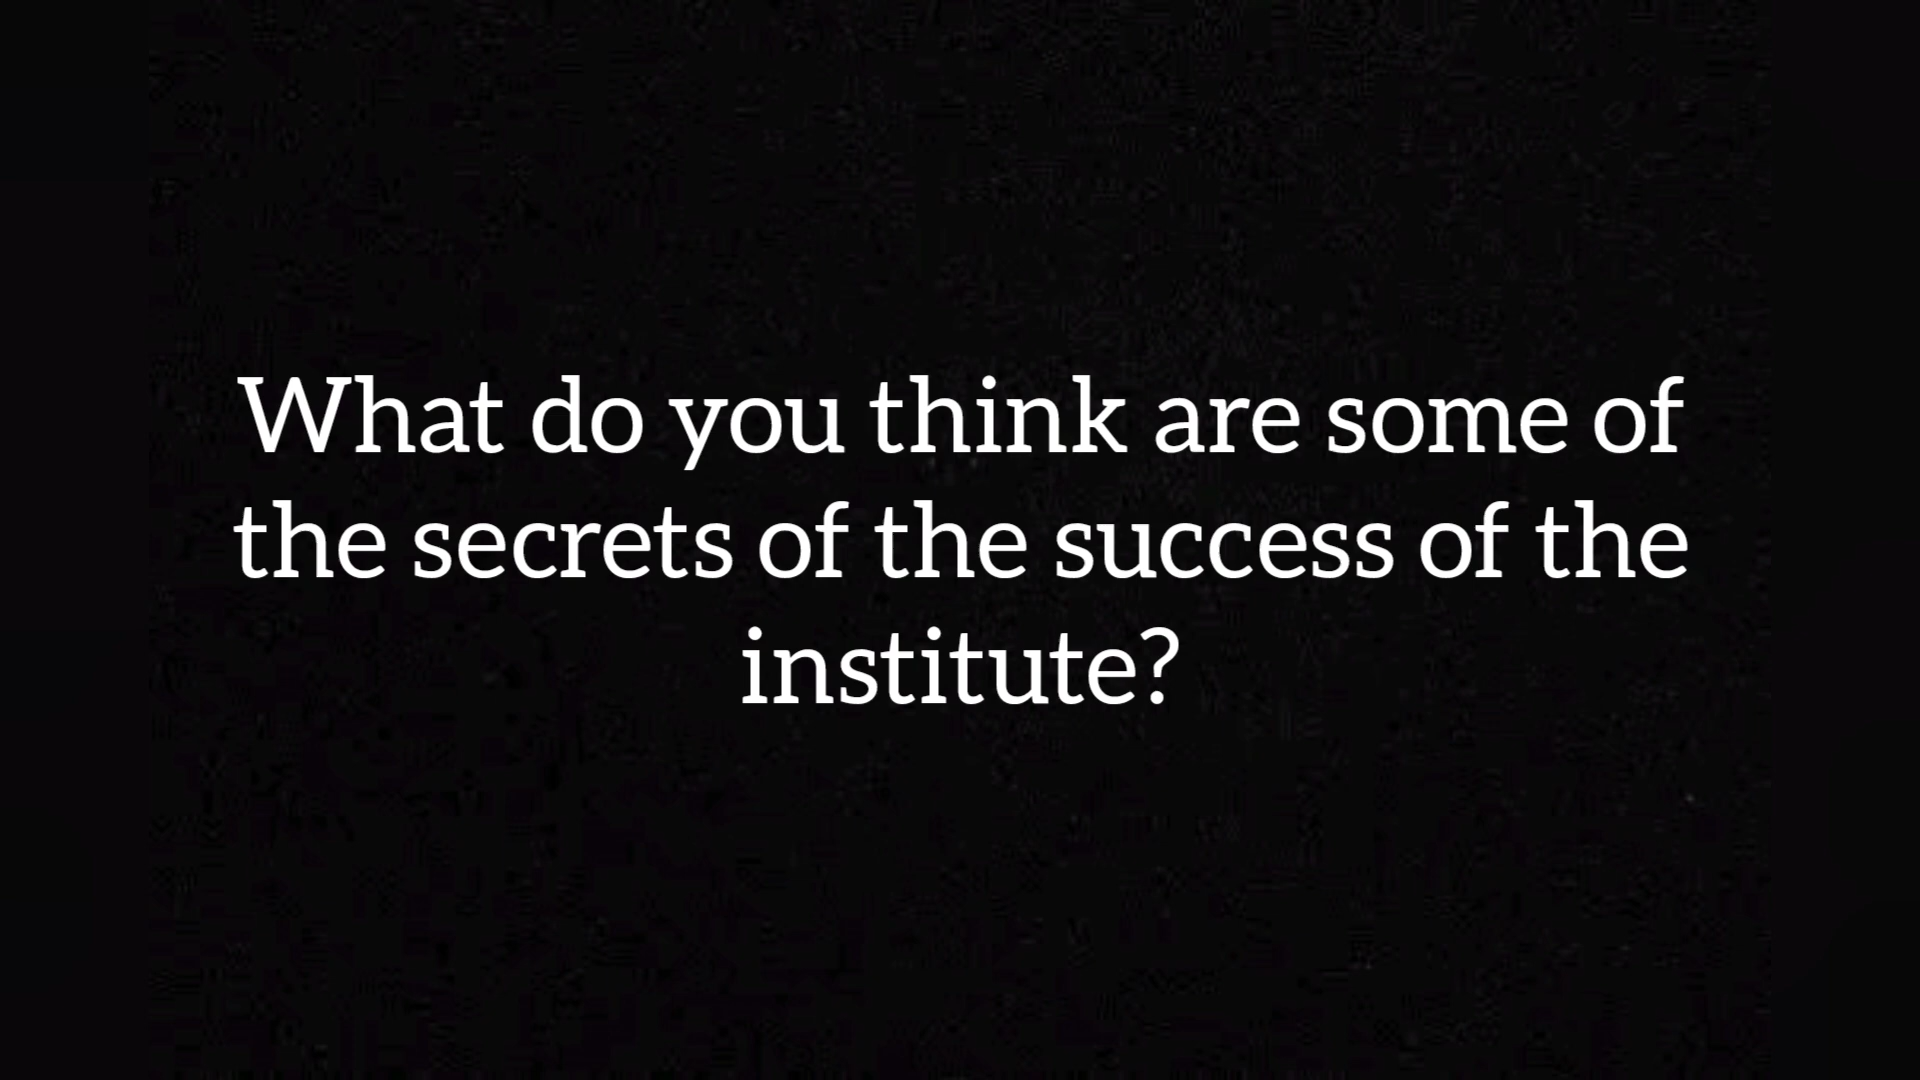 What do you think are some of
the secrets of the success of the
institute?